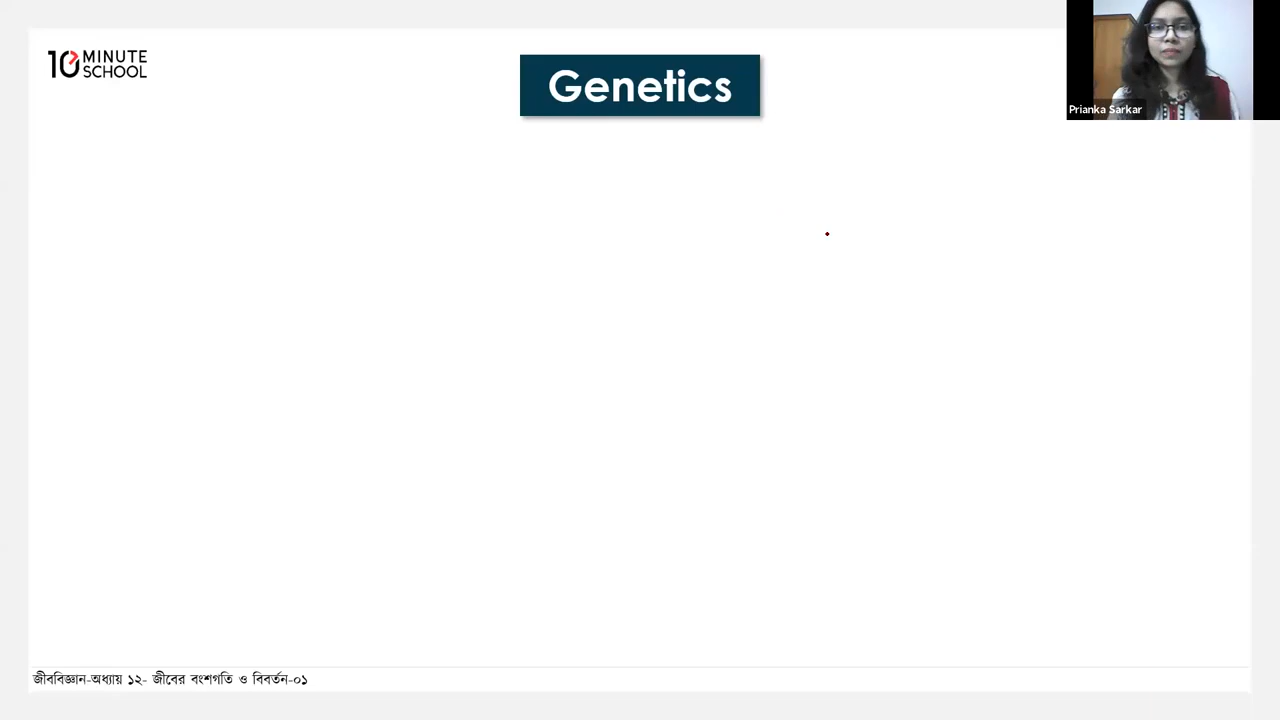 10 MINUTE
SCHOOL
Genetics
Prianka Sarkar
জীববিজ্ঞান-অধ্যায় ১২- জীবের বংশগতি ও বিবর্তন-০১